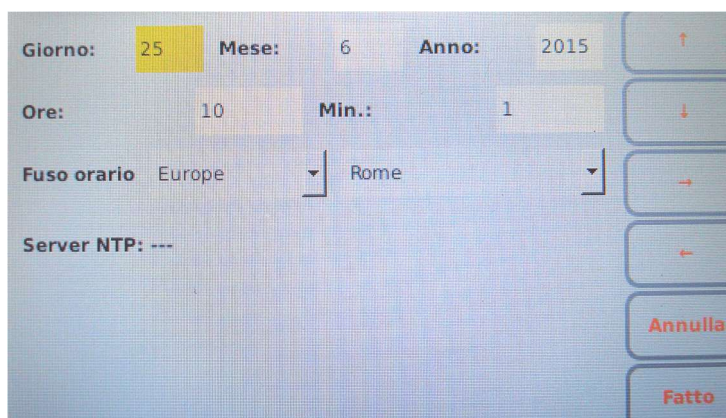 Giorno: 25 Mese: 6 Anno: 2015
Ore: 10 Min.: 1
Fuso orario Europe Rome
Server NTP: ---
↑
↓
→
←
Annulla
Fatto